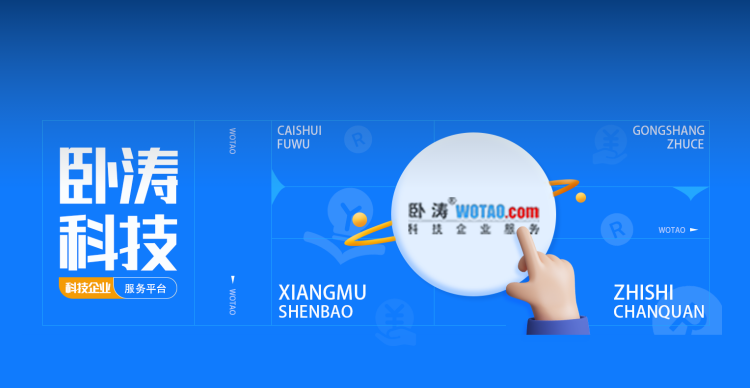 卧涛
科技
科技企业 服务平台
WOTAO
WOTAO
CAISHUI
FUWU
GONGSHANG
ZHUCE
R
¥
R
卧涛® WOTAO.com
科技企业服务
WOTAO
XIANGMU
SHENBAO
ZHISHI
CHANQUAN
¥